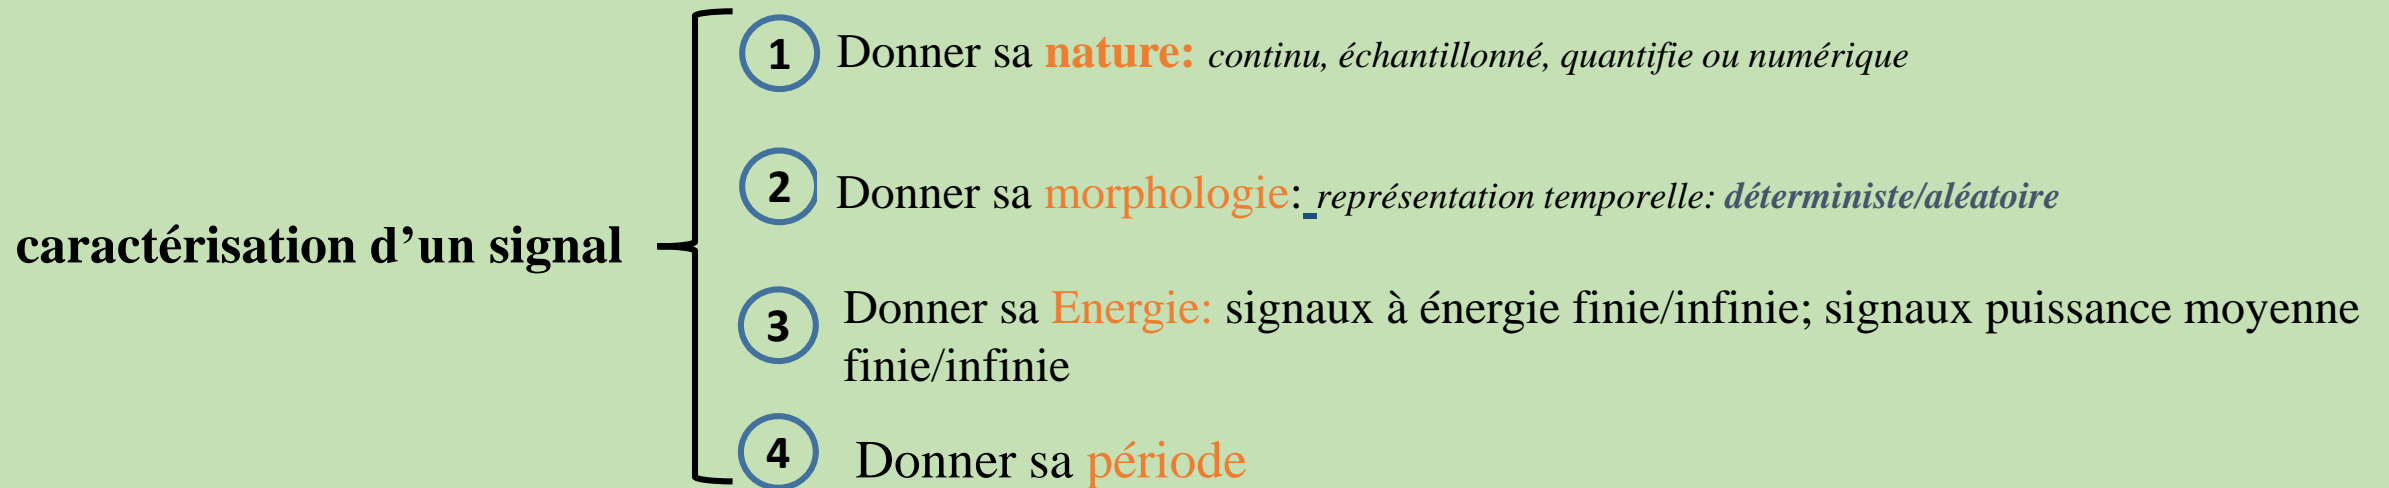 caractérisation d’un signal
1 Donner sa nature: continu, échantillonné, quantifie ou numérique
2 Donner sa morphologie: représentation temporelle: déterministe/aléatoire
3 Donner sa Energie: signaux à énergie finie/infinie; signaux puissance moyenne
finie/infinie
4 Donner sa période